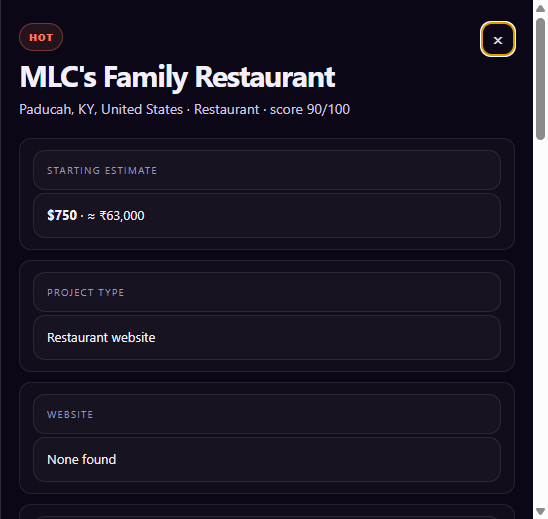 HOT
×
MLC's Family Restaurant
Paducah, KY, United States · Restaurant · score 90/100
STARTING ESTIMATE
$750 · ≈ ₹63,000
PROJECT TYPE
Restaurant website
WEBSITE
None found